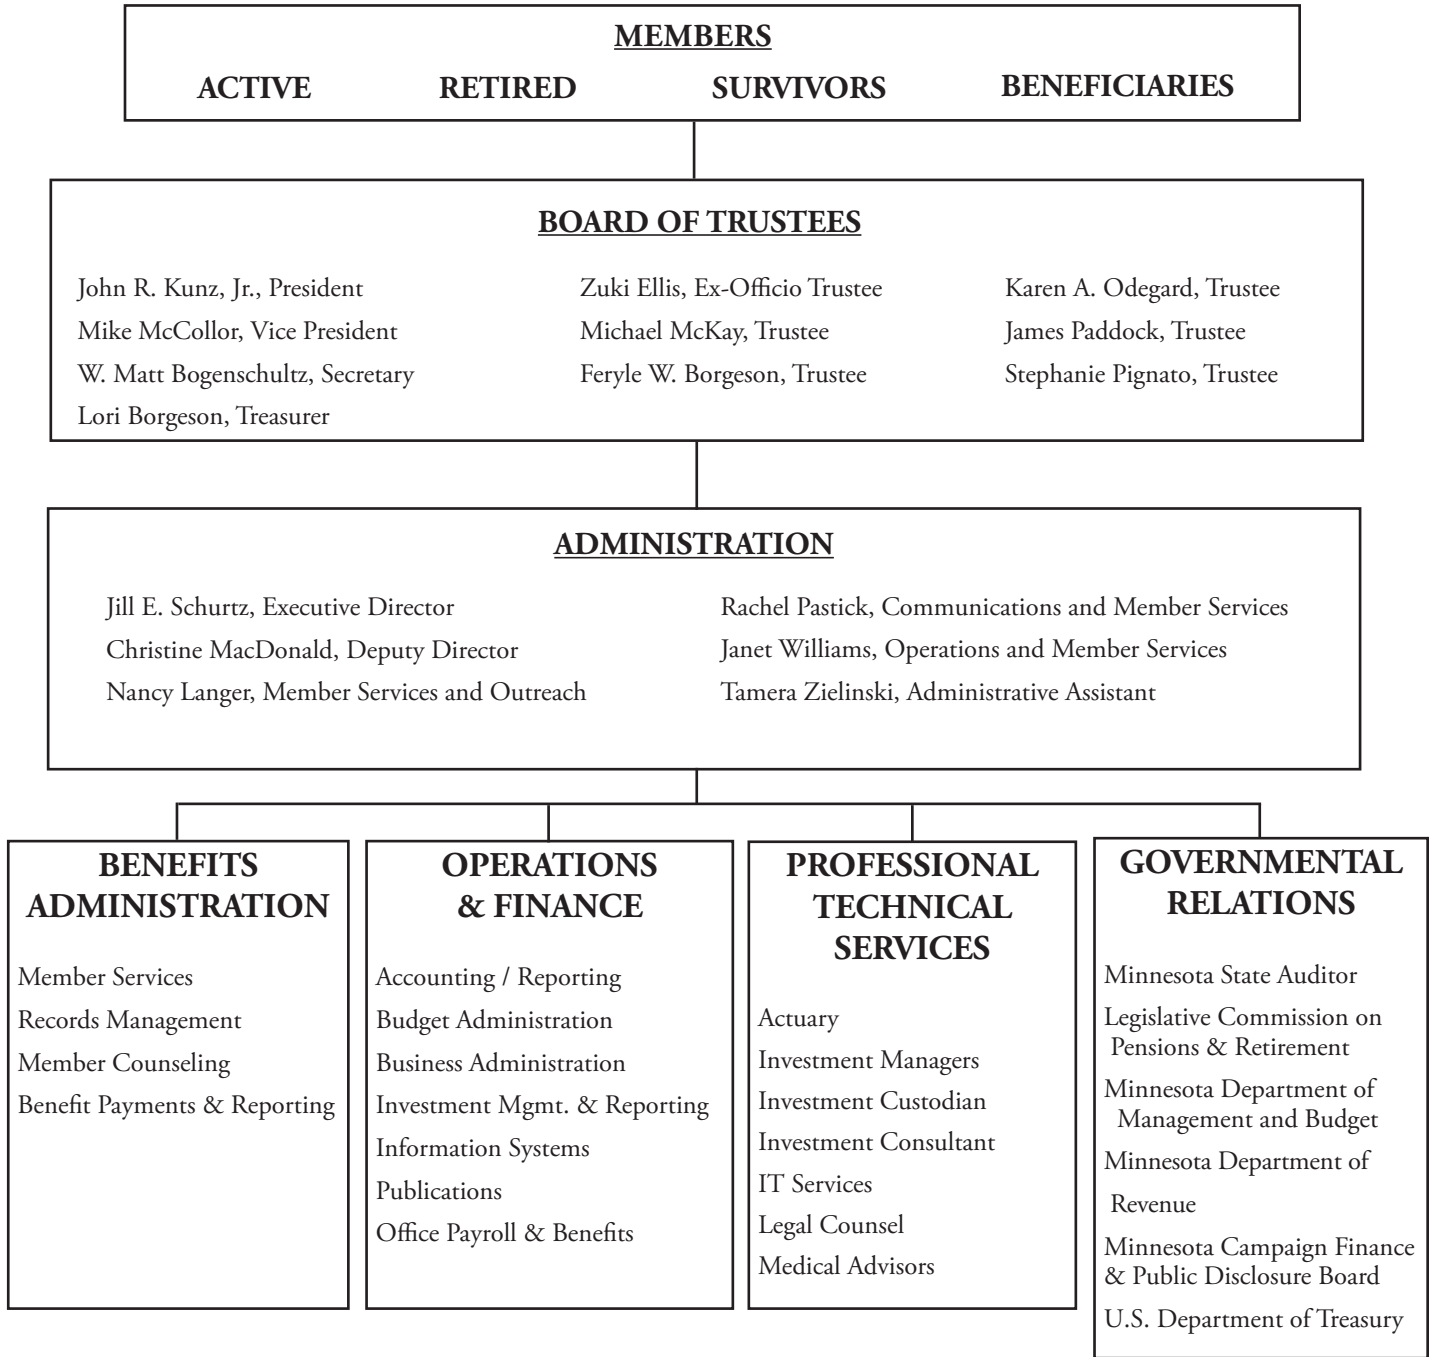 MEMBERS
ACTIVE RETIRED SURVIVORS BENEFICIARIES
BOARD OF TRUSTEES
John R. Kunz, Jr., President
Mike McCollor, Vice President
W. Matt Bogenschultz, Secretary
Lori Borgeson, Treasurer
Zuki Ellis, Ex-Officio Trustee
Michael McKay, Trustee
Feryle W. Borgeson, Trustee
Karen A. Odegard, Trustee
James Paddock, Trustee
Stephanie Pignato, Trustee
ADMINISTRATION
Jill E. Schurtz, Executive Director
Christine MacDonald, Deputy Director
Nancy Langer, Member Services and Outreach
Rachel Pastick, Communications and Member Services
Janet Williams, Operations and Member Services
Tamera Zielinski, Administrative Assistant
BENEFITS
ADMINISTRATION
Member Services
Records Management
Member Counseling
Benefit Payments & Reporting
OPERATIONS
& FINANCE
Accounting / Reporting
Budget Administration
Business Administration
Investment Mgmt. & Reporting
Information Systems
Publications
Office Payroll & Benefits
PROFESSIONAL
TECHNICAL
SERVICES
Actuary
Investment Managers
Investment Custodian
Investment Consultant
IT Services
Legal Counsel
Medical Advisors
GOVERNMENTAL
RELATIONS
Minnesota State Auditor
Legislative Commission on
Pensions & Retirement
Minnesota Department of
Management and Budget
Minnesota Department of
Revenue
Minnesota Campaign Finance
& Public Disclosure Board
U.S. Department of Treasury